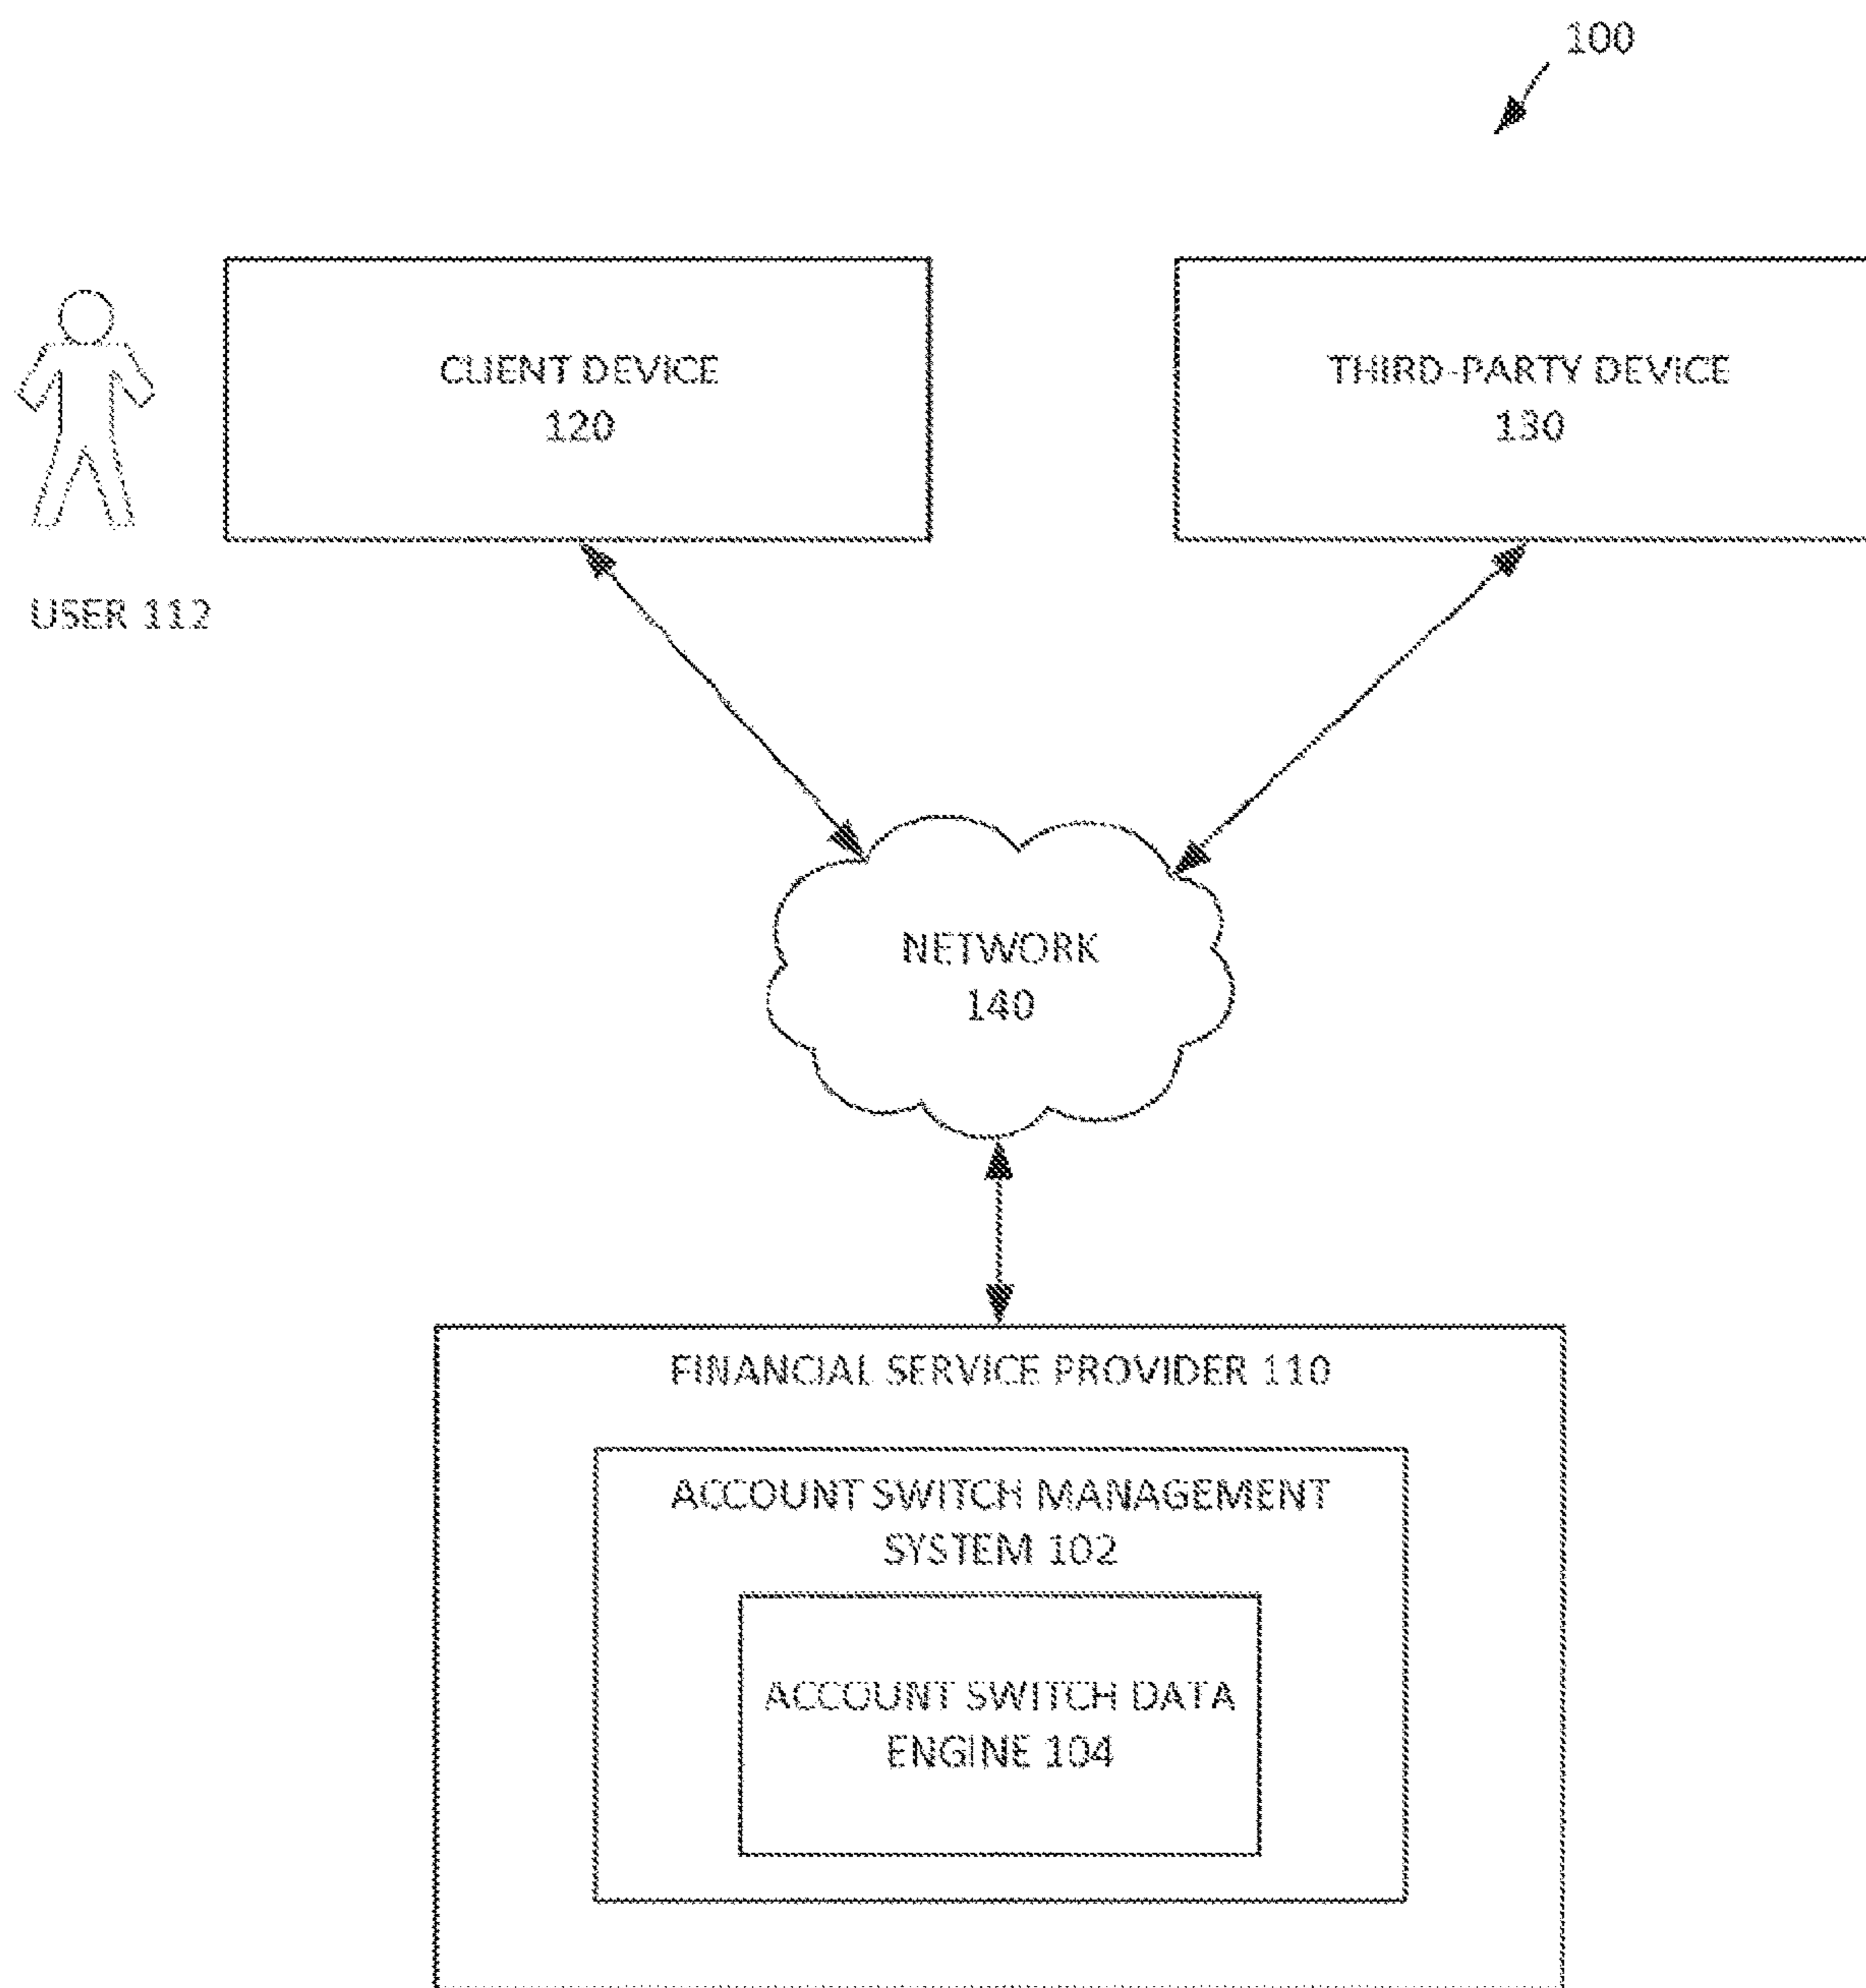 100
CLIENT DEVICE
120
THIRD-PARTY DEVICE
130
USER 112
NETWORK
140
FINANCIAL SERVICE PROVIDER 110
ACCOUNT SWITCH MANAGEMENT
SYSTEM 102
ACCOUNT SWITCH DATA
ENGINE 104